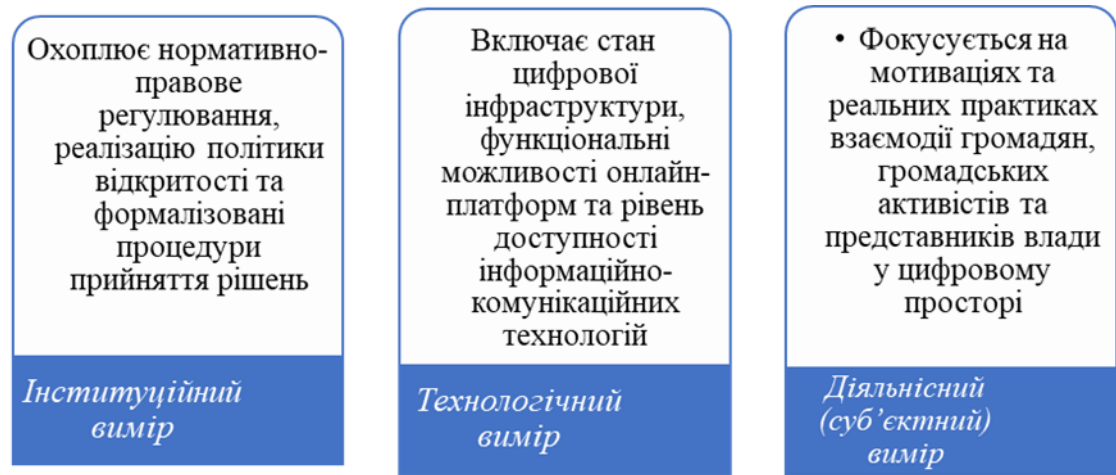 Охоплює нормативно-
правове
регулювання,
реалізацію політики
відкритості та
формалізовані
процедури
прийняття рішень
Інституційний
вимір
Включає стан
цифрової
інфраструктури,
функціональні
можливості онлайн-
платформ та рівень
доступності
інформаційно-
комунікаційних
технологій
Технологічний
вимір
• Фокусується на
мотиваціях та
реальних практиках
взаємодії громадян,
громадських
активістів та
представників влади
у цифровому
просторі
Діяльнісний
(суб’єктний)
вимір